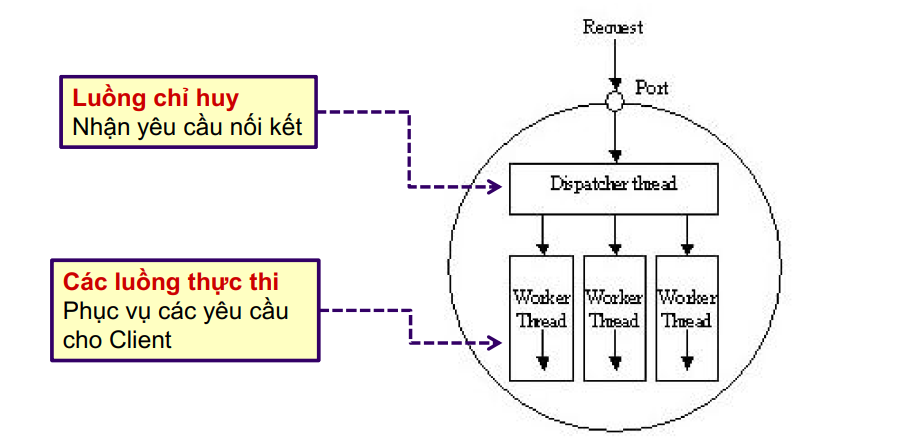 Request
Port
Luồng chỉ huy
Nhận yêu cầu nối kết
Dispatcher thread
Các luồng thực thi
Phục vụ các yêu cầu
cho Client
Worker
Thread
Worker
Thread
Worker
Thread